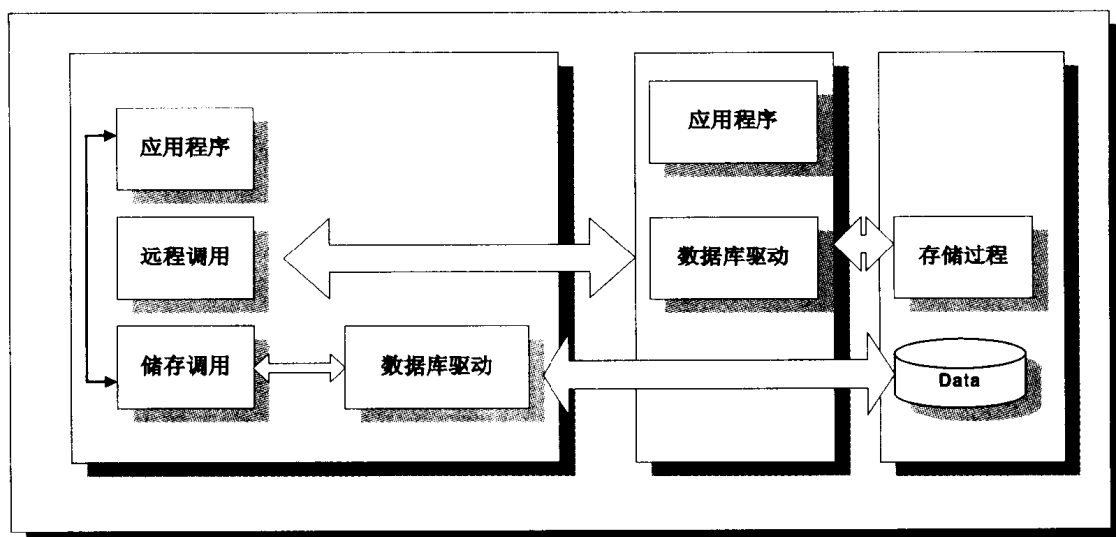 应用程序
远程调用
储存调用
数据库驱动
应用程序
数据库驱动
存储过程
Data